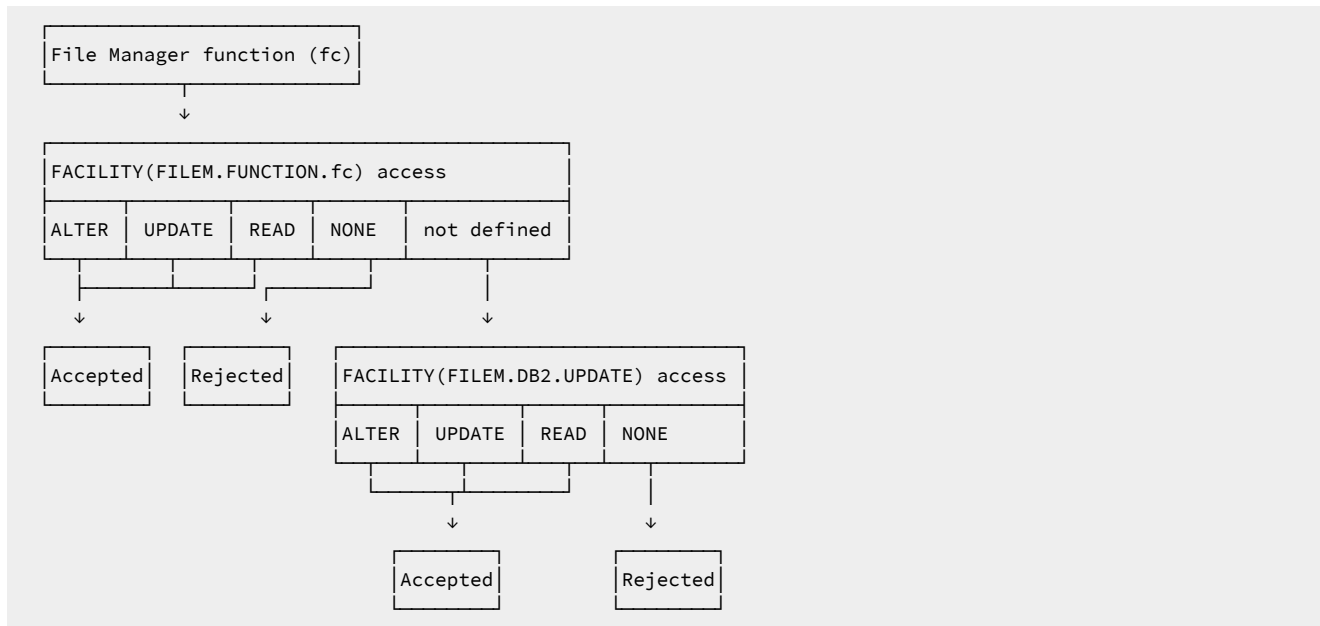 File Manager function (fc)
FACILITY(FILEM.FUNCTION.fc) access
ALTER UPDATE READ NONE not defined
Accepted Rejected FACILITY(FILEM.DB2.UPDATE) access
ALTER UPDATE READ NONE
Accepted Rejected